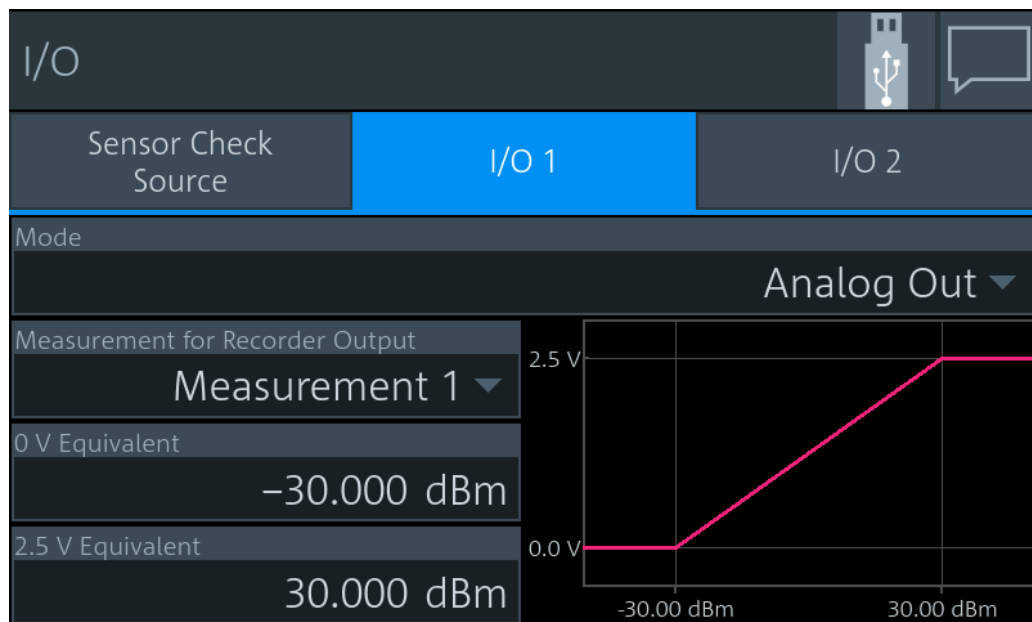 I/O
Sensor Check
Source
I/O 1
I/O 2
Mode
Analog Out
Measurement for Recorder Output
Measurement 1
0 V Equivalent
−30.000 dBm
2.5 V Equivalent
30.000 dBm
2.5 V
0.0 V
-30.00 dBm
30.00 dBm